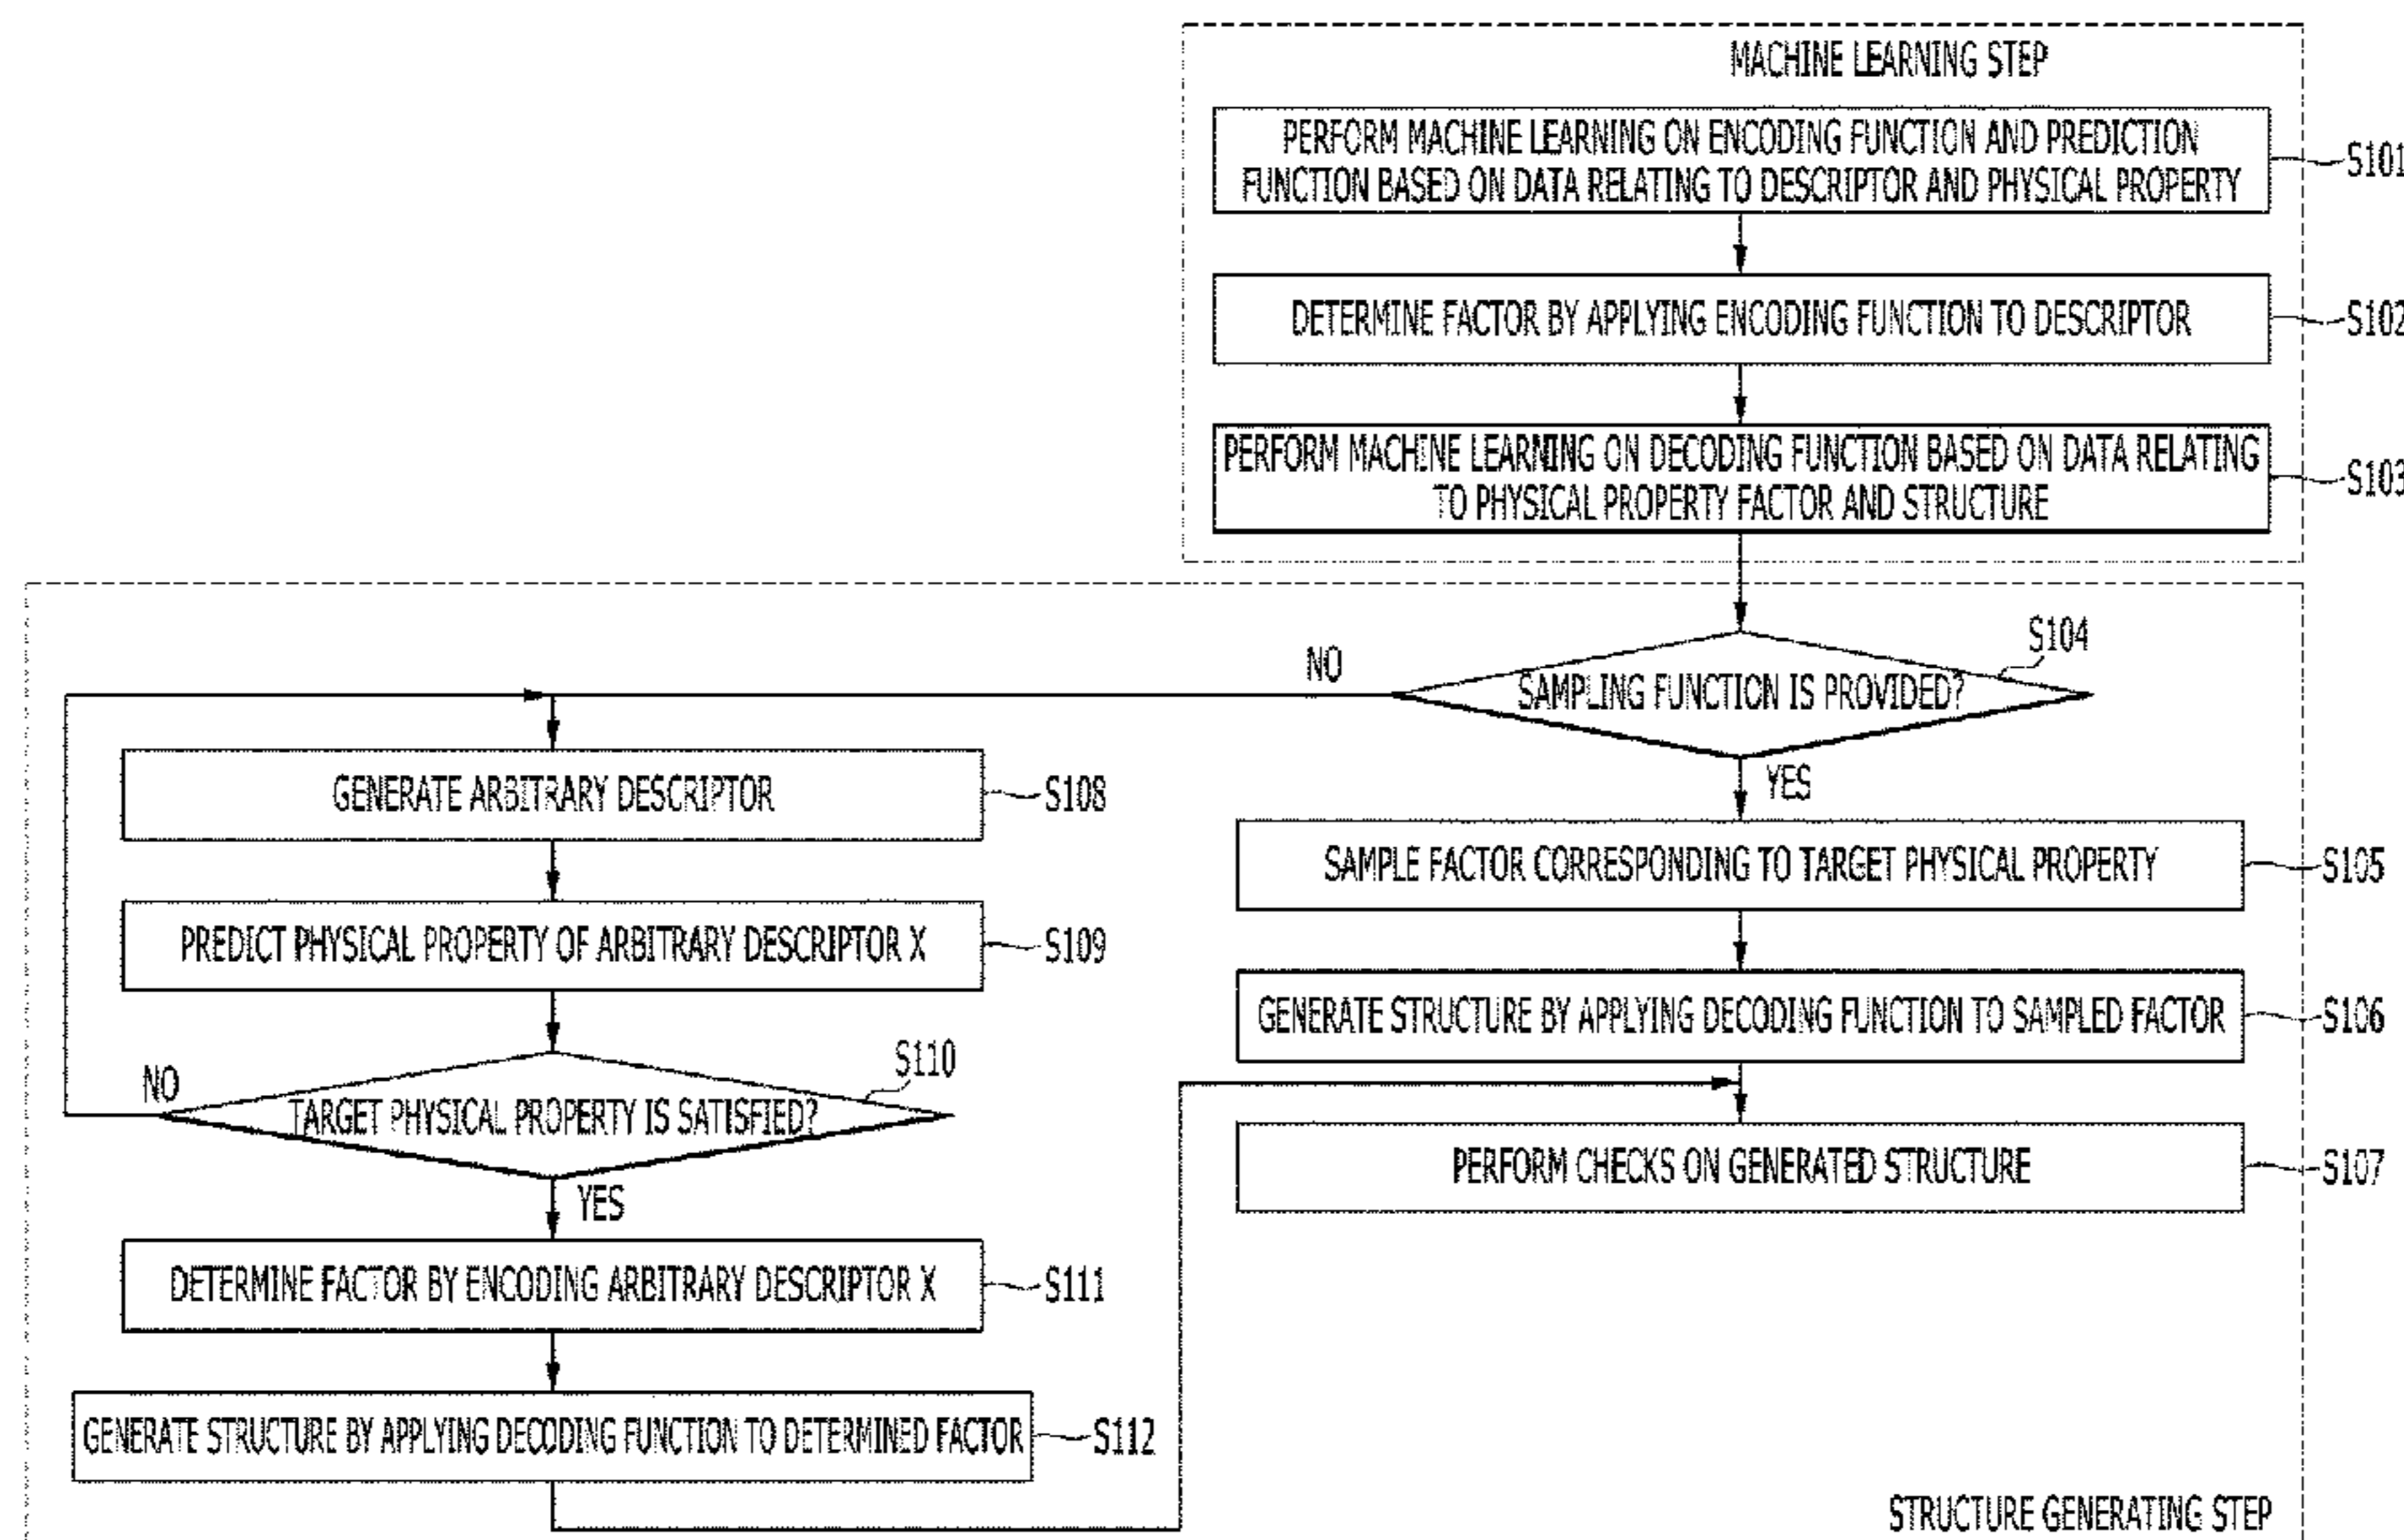 MACHINE LEARNING STEP
PERFORM MACHINE LEARNING ON ENCODING FUNCTION AND PREDICTION
FUNCTION BASED ON DATA RELATING TO DESCRIPTOR AND PHYSICAL PROPERTY
S101
DETERMINE FACTOR BY APPLYING ENCODING FUNCTION TO DESCRIPTOR
S102
PERFORM MACHINE LEARNING ON DECODING FUNCTION BASED ON DATA RELATING
TO PHYSICAL PROPERTY FACTOR AND STRUCTURE
S103
S104
SAMPLING FUNCTION IS PROVIDED?
NO
YES
SAMPLE FACTOR CORRESPONDING TO TARGET PHYSICAL PROPERTY
S105
GENERATE STRUCTURE BY APPLYING DECODING FUNCTION TO SAMPLED FACTOR
S106
PERFORM CHECKS ON GENERATED STRUCTURE
S107
GENERATE ARBITRARY DESCRIPTOR
S108
PREDICT PHYSICAL PROPERTY OF ARBITRARY DESCRIPTOR X
S109
S110
NO
TARGET PHYSICAL PROPERTY IS SATISFIED?
YES
DETERMINE FACTOR BY ENCODING ARBITRARY DESCRIPTOR X
S111
GENERATE STRUCTURE BY APPLYING DECODING FUNCTION TO DETERMINED FACTOR
S112
STRUCTURE GENERATING STEP